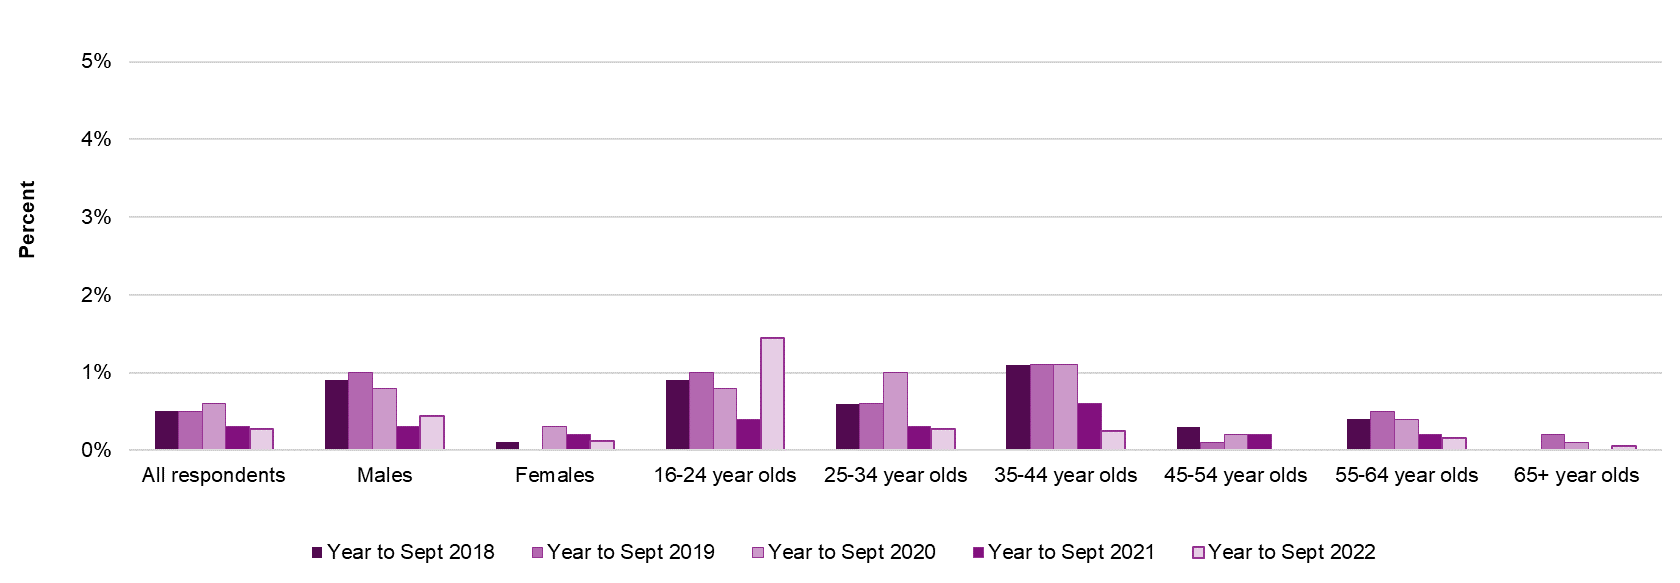 Percent
5%
4%
3%
2%
1%
0%
All respondents Males Females 16-24 year olds 25-34 year olds 35-44 year olds 45-54 year olds 55-64 year olds 65+ year olds
Year to Sept 2018 Year to Sept 2019 Year to Sept 2020 Year to Sept 2021 Year to Sept 2022